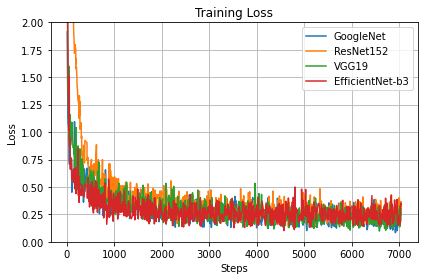 Training Loss
GoogleNet
ResNet152
VGG19
EfficientNet-b3
Loss
2.00
1.75
1.50
1.25
1.00
0.75
0.50
0.25
0.00
0 1000 2000 3000 4000 5000 6000 7000
Steps